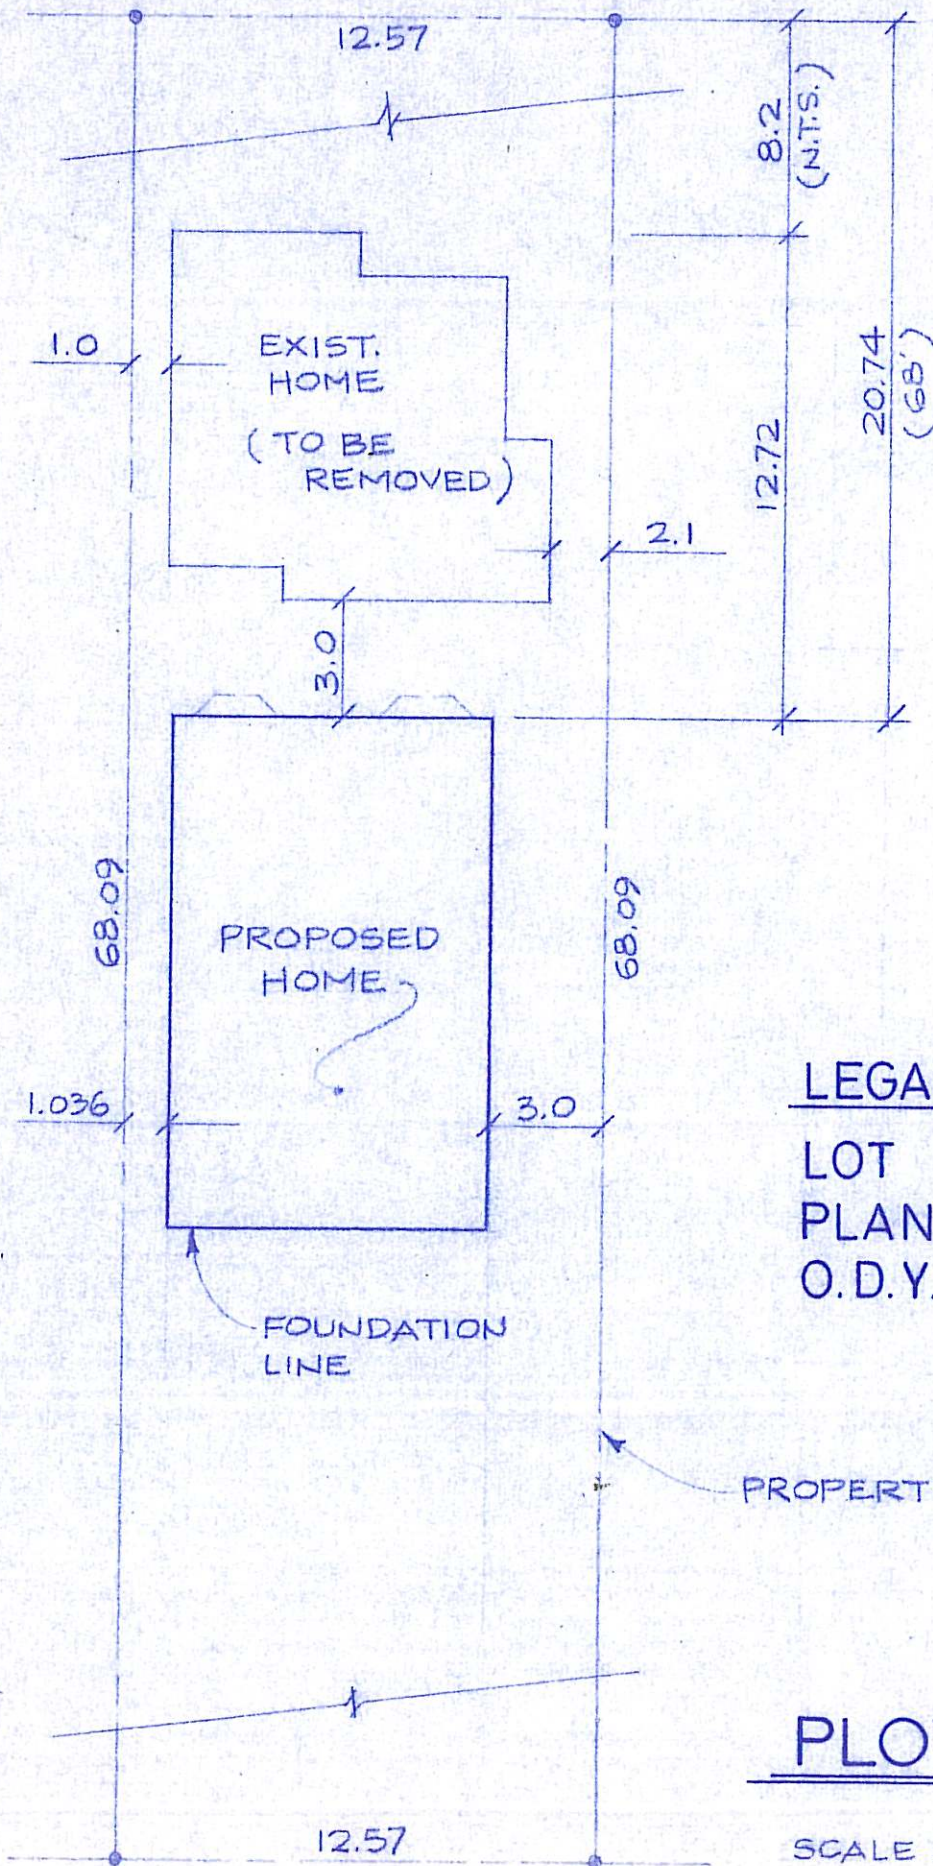 12.57
8.2
(N.T.S.)
1.0
EXIST.
HOME
(TO BE
REMOVED)
20.74
(68')
12.72
2.1
3.0
68.09
68.09
PROPOSED
HOME
1.036
3.0
LEGA
LOT
PLAN
O.D.Y.
FOUNDATION
LINE
PROPERT
PLO
12.57
SCALE